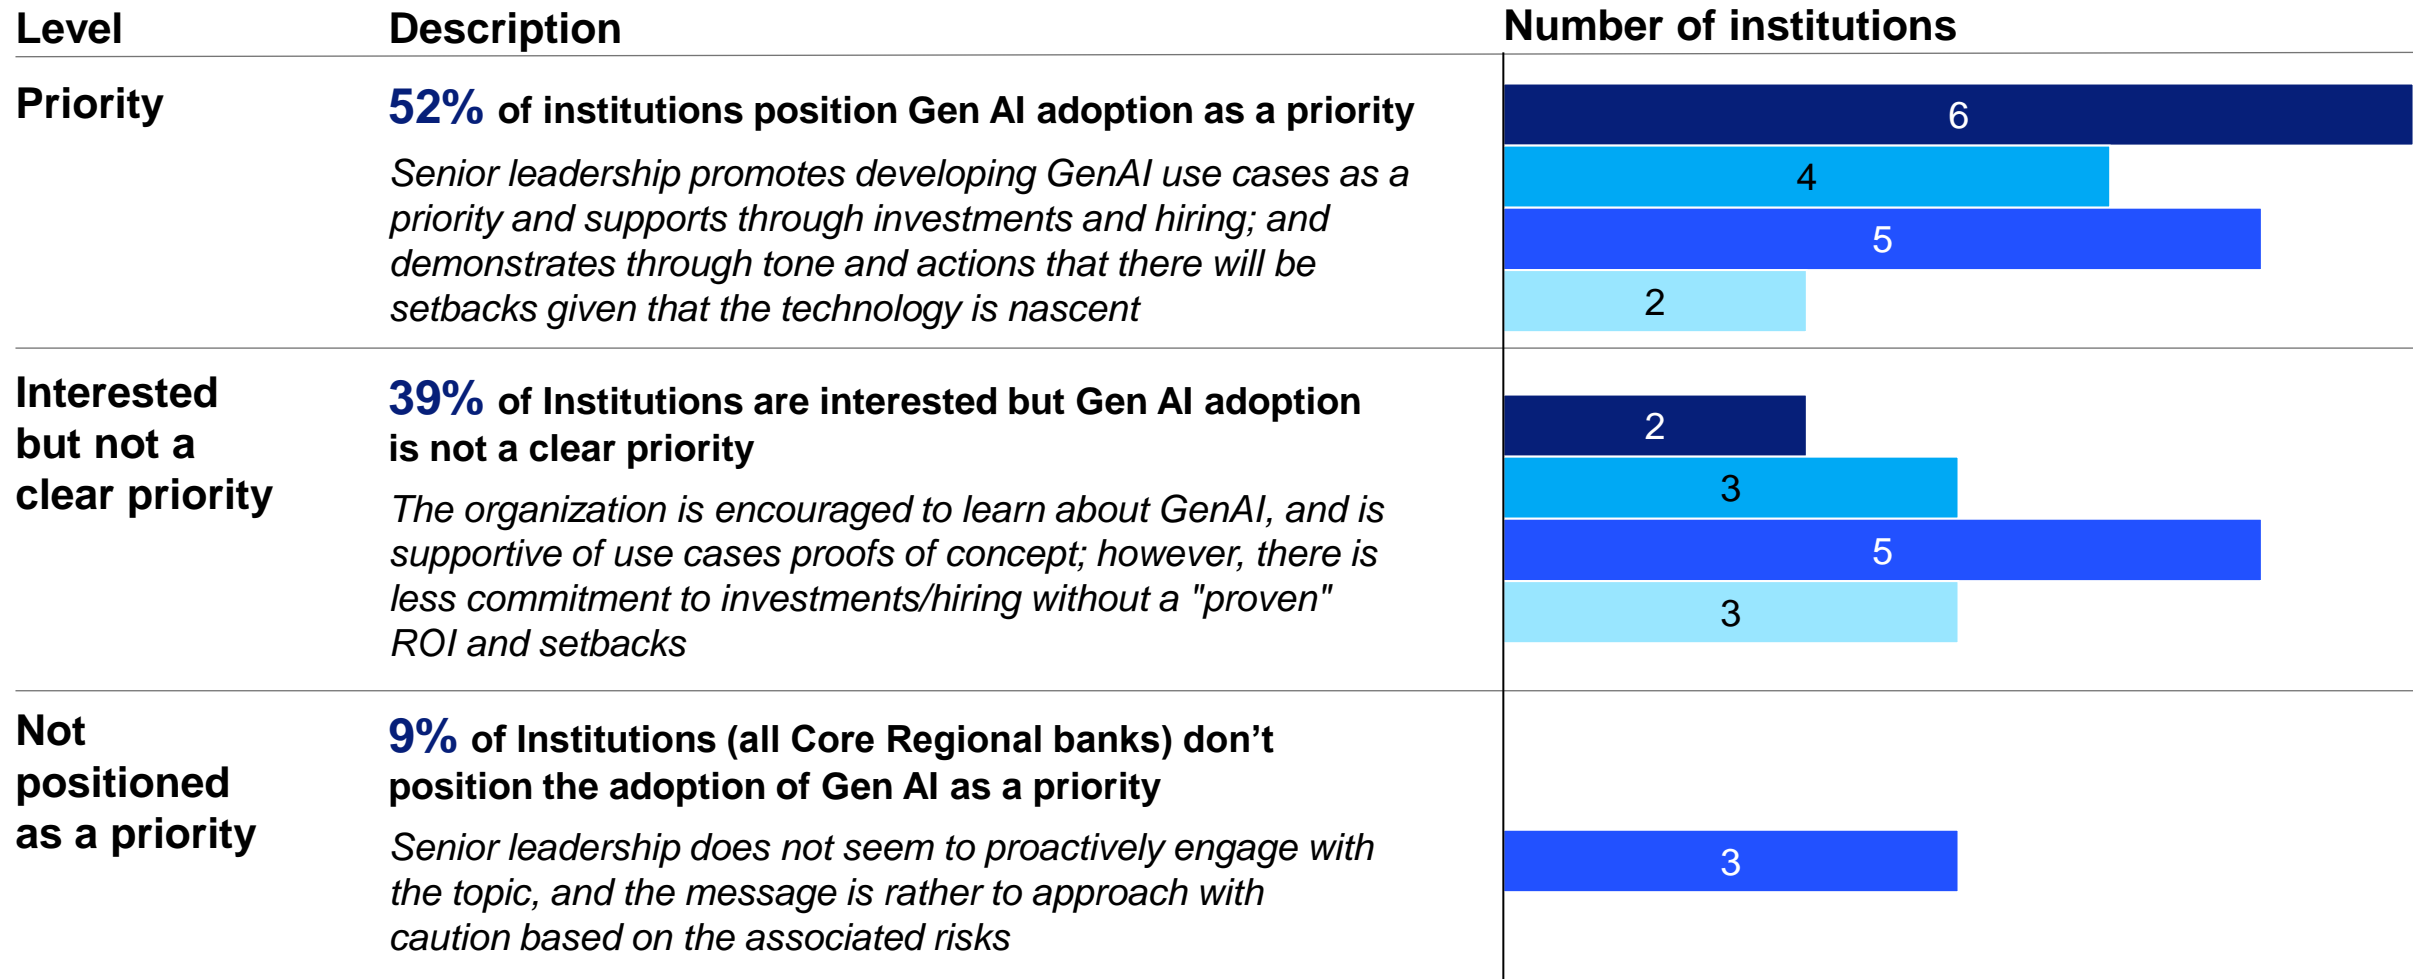 Level
Description
Number of institutions
Priority
52% of institutions position Gen AI adoption as a priority
Senior leadership promotes developing GenAI use cases as a
priority and supports through investments and hiring; and
demonstrates through tone and actions that there will be
setbacks given that the technology is nascent
6
4
5
2
Interested
but not a
clear priority
39% of Institutions are interested but Gen AI adoption
is not a clear priority
The organization is encouraged to learn about GenAI, and is
supportive of use cases proofs of concept; however, there is
less commitment to investments/hiring without a "proven"
ROI and setbacks
2
3
5
3
Not
positioned
as a priority
9% of Institutions (all Core Regional banks) don’t
position the adoption of Gen AI as a priority
Senior leadership does not seem to proactively engage with
the topic, and the message is rather to approach with
caution based on the associated risks
3